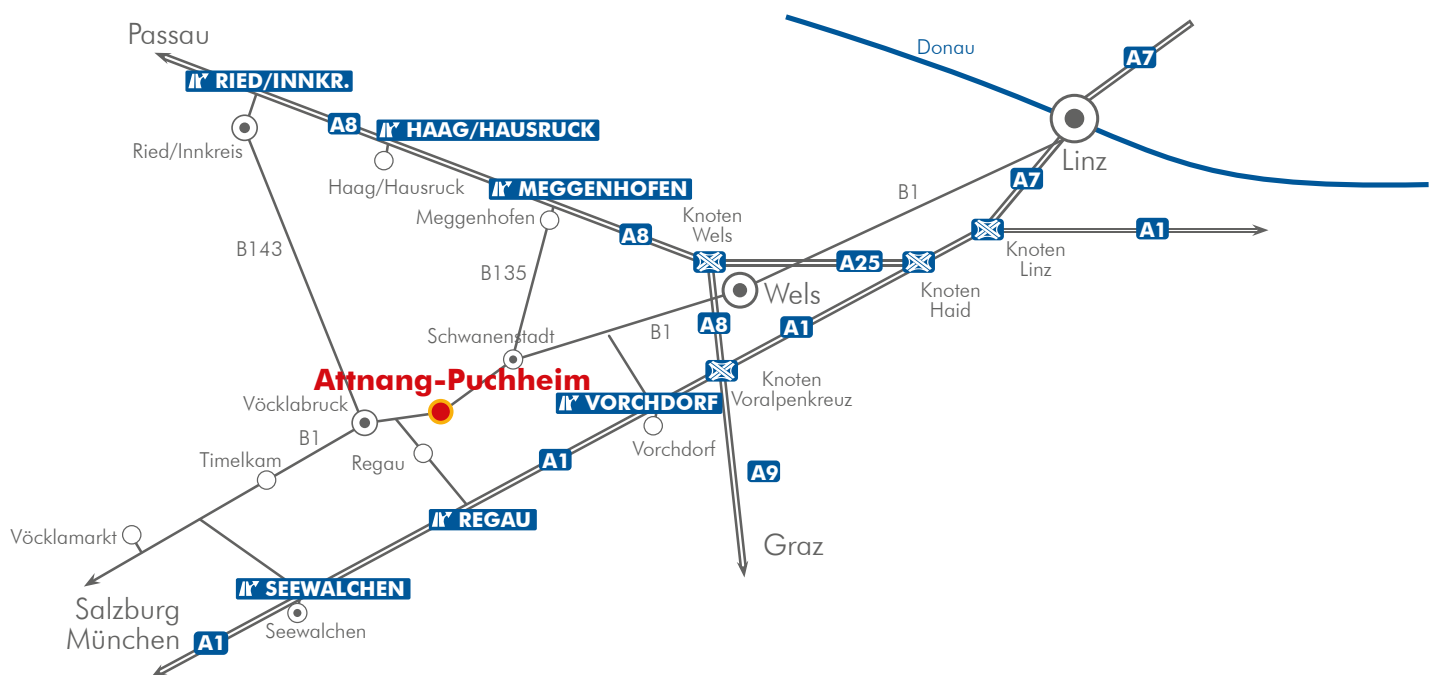 Passau
Donau
A7
RIED/INNKR.
A8
HAAG/HAUSRUCK
Ried/Innkreis
Linz
Haag/Hausruck
MEGGENHOFEN
A7
B1
Meggenhofen
Knoten
Wels
A8
A1
B143
Knoten
Linz
A25
B135
Wels
Knoten
Haid
A8
A1
B1
Schwanenstadt
Attnang-Puchheim
Knoten
Voralpenkreuz
Vöcklabruck
VORCHDORF
B1
Vorchdorf
Timelkam
Regau
A1
A9
REGAU
Vöcklamarkt
Graz
SEEWALCHEN
Salzburg
München
Seewalchen
A1